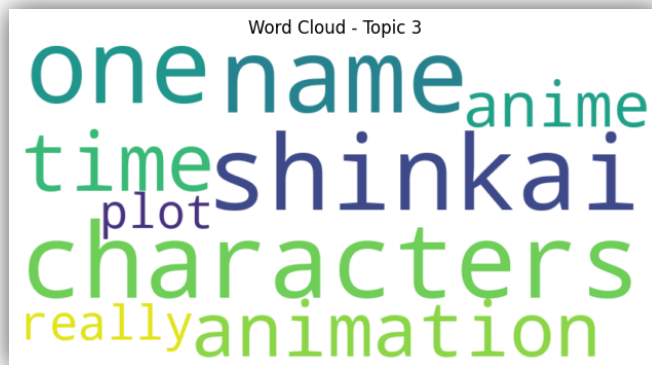 Word Cloud - Topic 3
one name anime
time shinkai
plot
characters
really animation